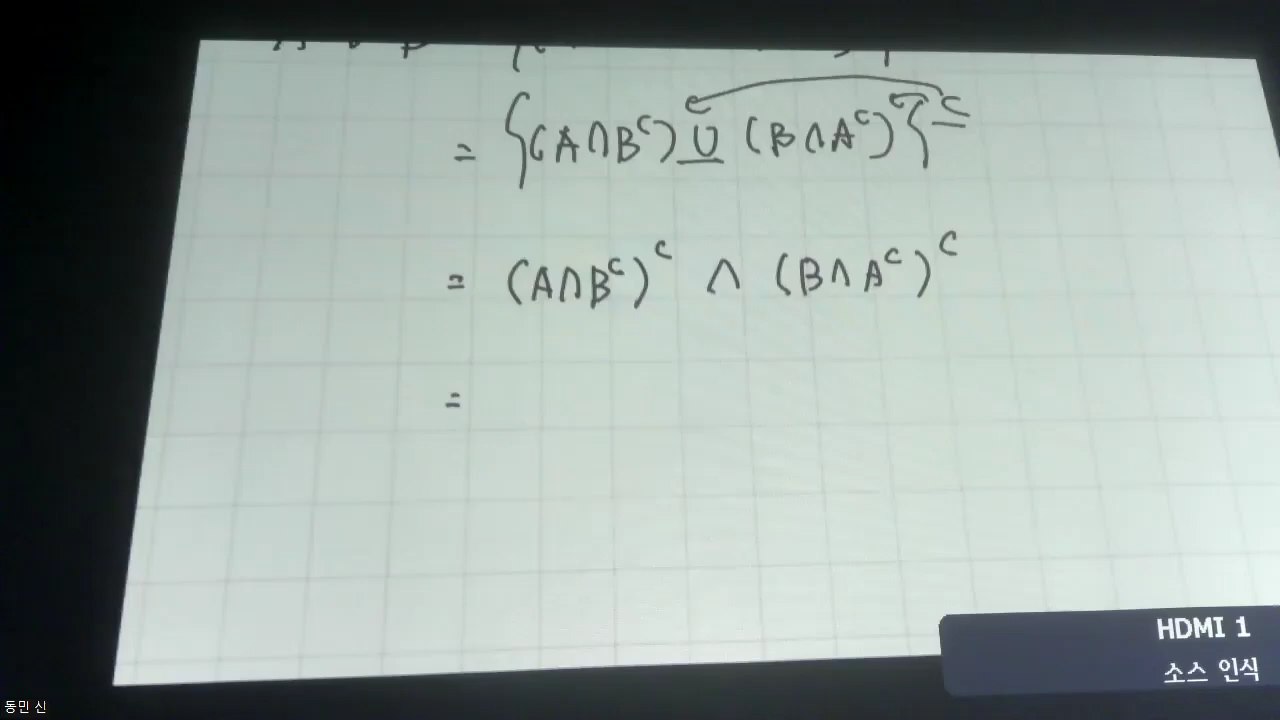 = {(A∩B^c) ∪ (B∩A^c)^c}^c
= (A∩B^c)^c ∩ (B∩A^c)^c
=
HDMI 1
소스 인식
동민 신